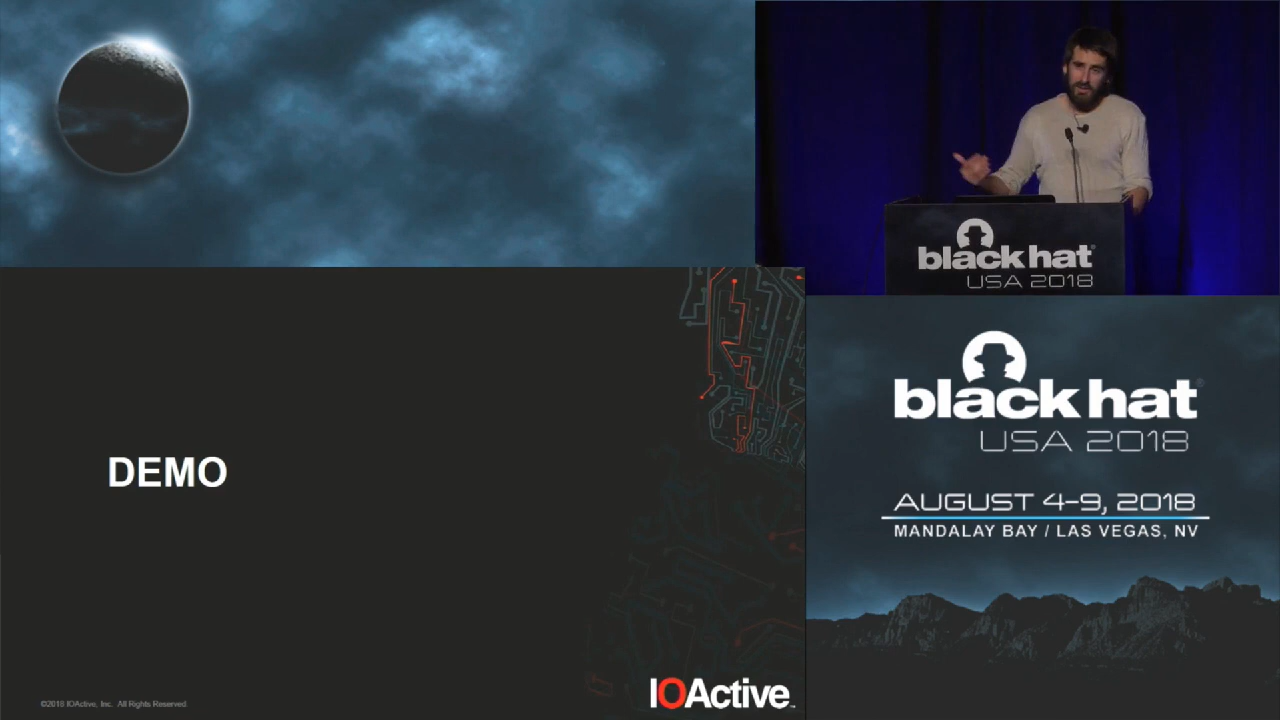 black hat
USA 2018
DEMO
©2018 IOActive, Inc. All Rights Reserved
IOActive™
black hat®
USA 2018
AUGUST 4-9, 2018
MANDALAY BAY / LAS VEGAS, NV